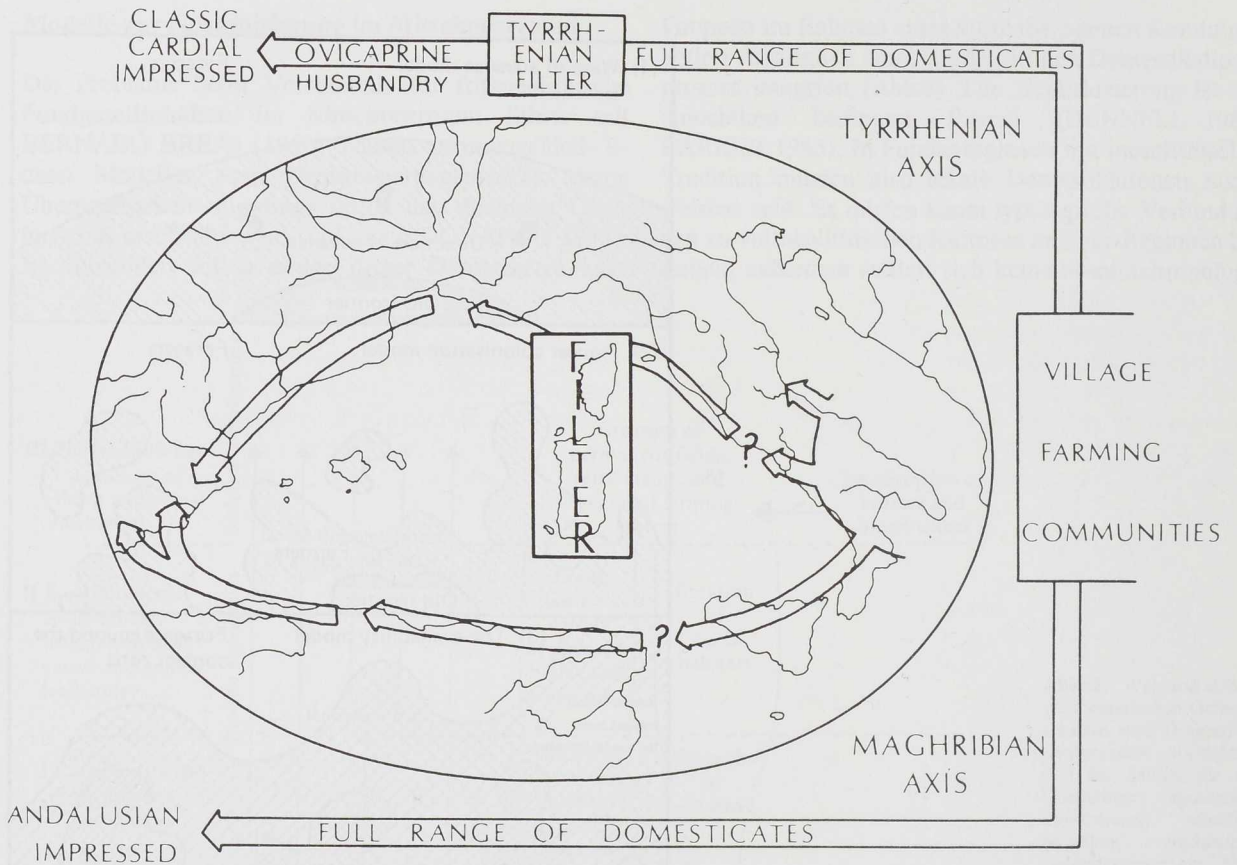 CLASSIC
CARDIAL
IMPRESSED
OVICAPRINE
HUSBANDRY
TYRRH-
ENIAN
FILTER
FULL RANGE OF DOMESTICATES
TYRRHENIAN
AXIS
FILTER
?
?
VILLAGE
FARMING
COMMUNITIES
MAGHRIBIAN
AXIS
ANDALUSIAN
IMPRESSED
FULL RANGE OF DOMESTICATES